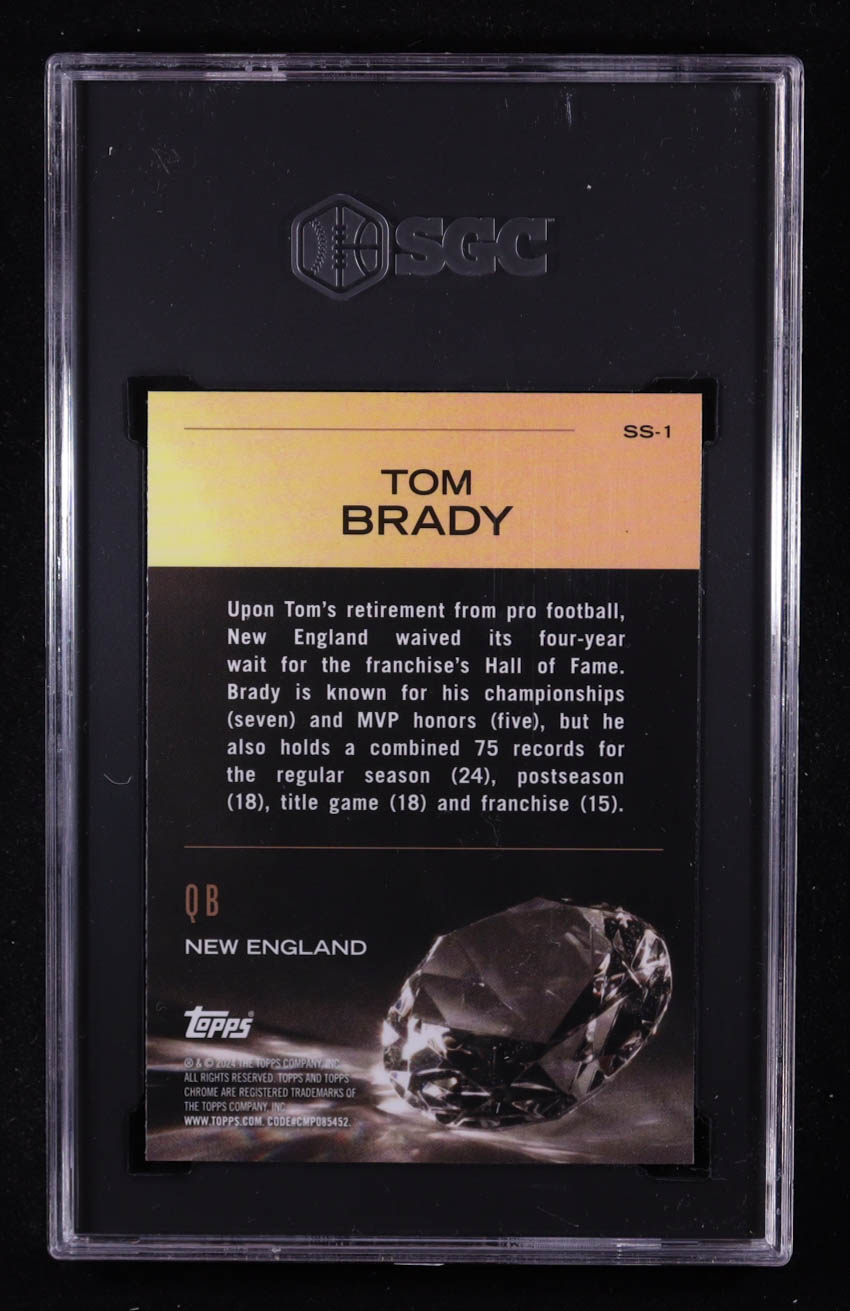 SGC
SS-1
TOM
BRADY
Upon Tom's retirement from pro football,
New England waived its four-year
wait for the franchise's Hall of Fame.
Brady is known for his championships
(seven) and MVP honors (five), but he
also holds a combined 75 records for
the regular season (24), postseason
(18), title game (18) and franchise (15).
QB
NEW ENGLAND
TOPPS®
® & © 2024 THE TOPPS COMPANY, INC.
ALL RIGHTS RESERVED. TOPPS AND TOPPS
CHROME ARE REGISTERED TRADEMARKS OF
THE TOPPS COMPANY, INC.
WWW.TOPPS.COM. CODE#CMP085452.